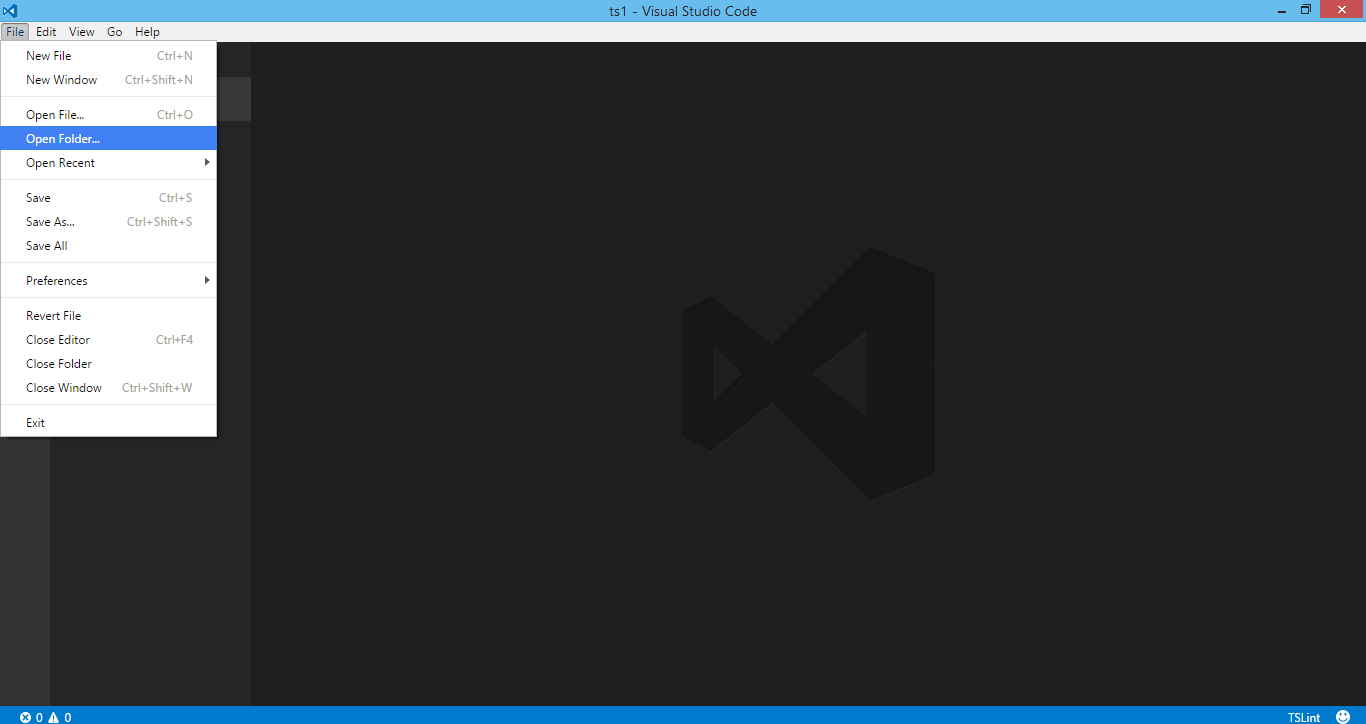 ts1 - Visual Studio Code
File Edit View Go Help
New File Ctrl+N
New Window Ctrl+Shift+N
Open File... Ctrl+O
Open Folder...
Open Recent
Save Ctrl+S
Save As... Ctrl+Shift+S
Save All
Preferences
Revert File
Close Editor Ctrl+F4
Close Folder
Close Window Ctrl+Shift+W
Exit
0 0 TSLint